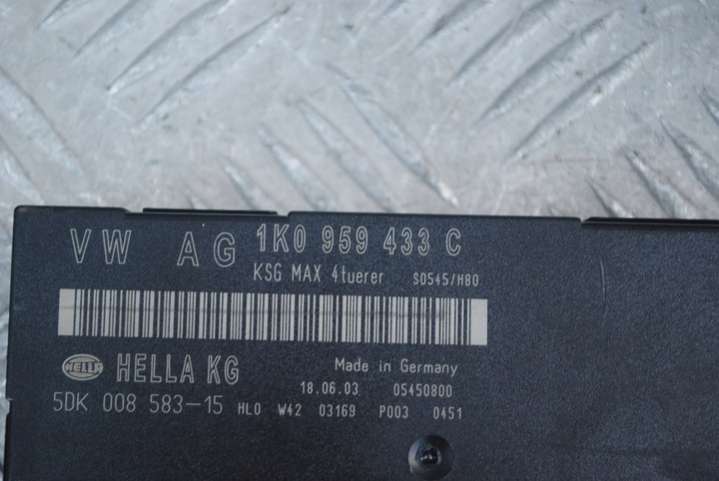 VW AG 1K0 959 433 C
KSG MAX 4tuerer S0545/H80
HELLA HELLA KG Made in Germany
18.06.03 05450800
5DK 008 583-15 HL0 W42 03169 P003 0451